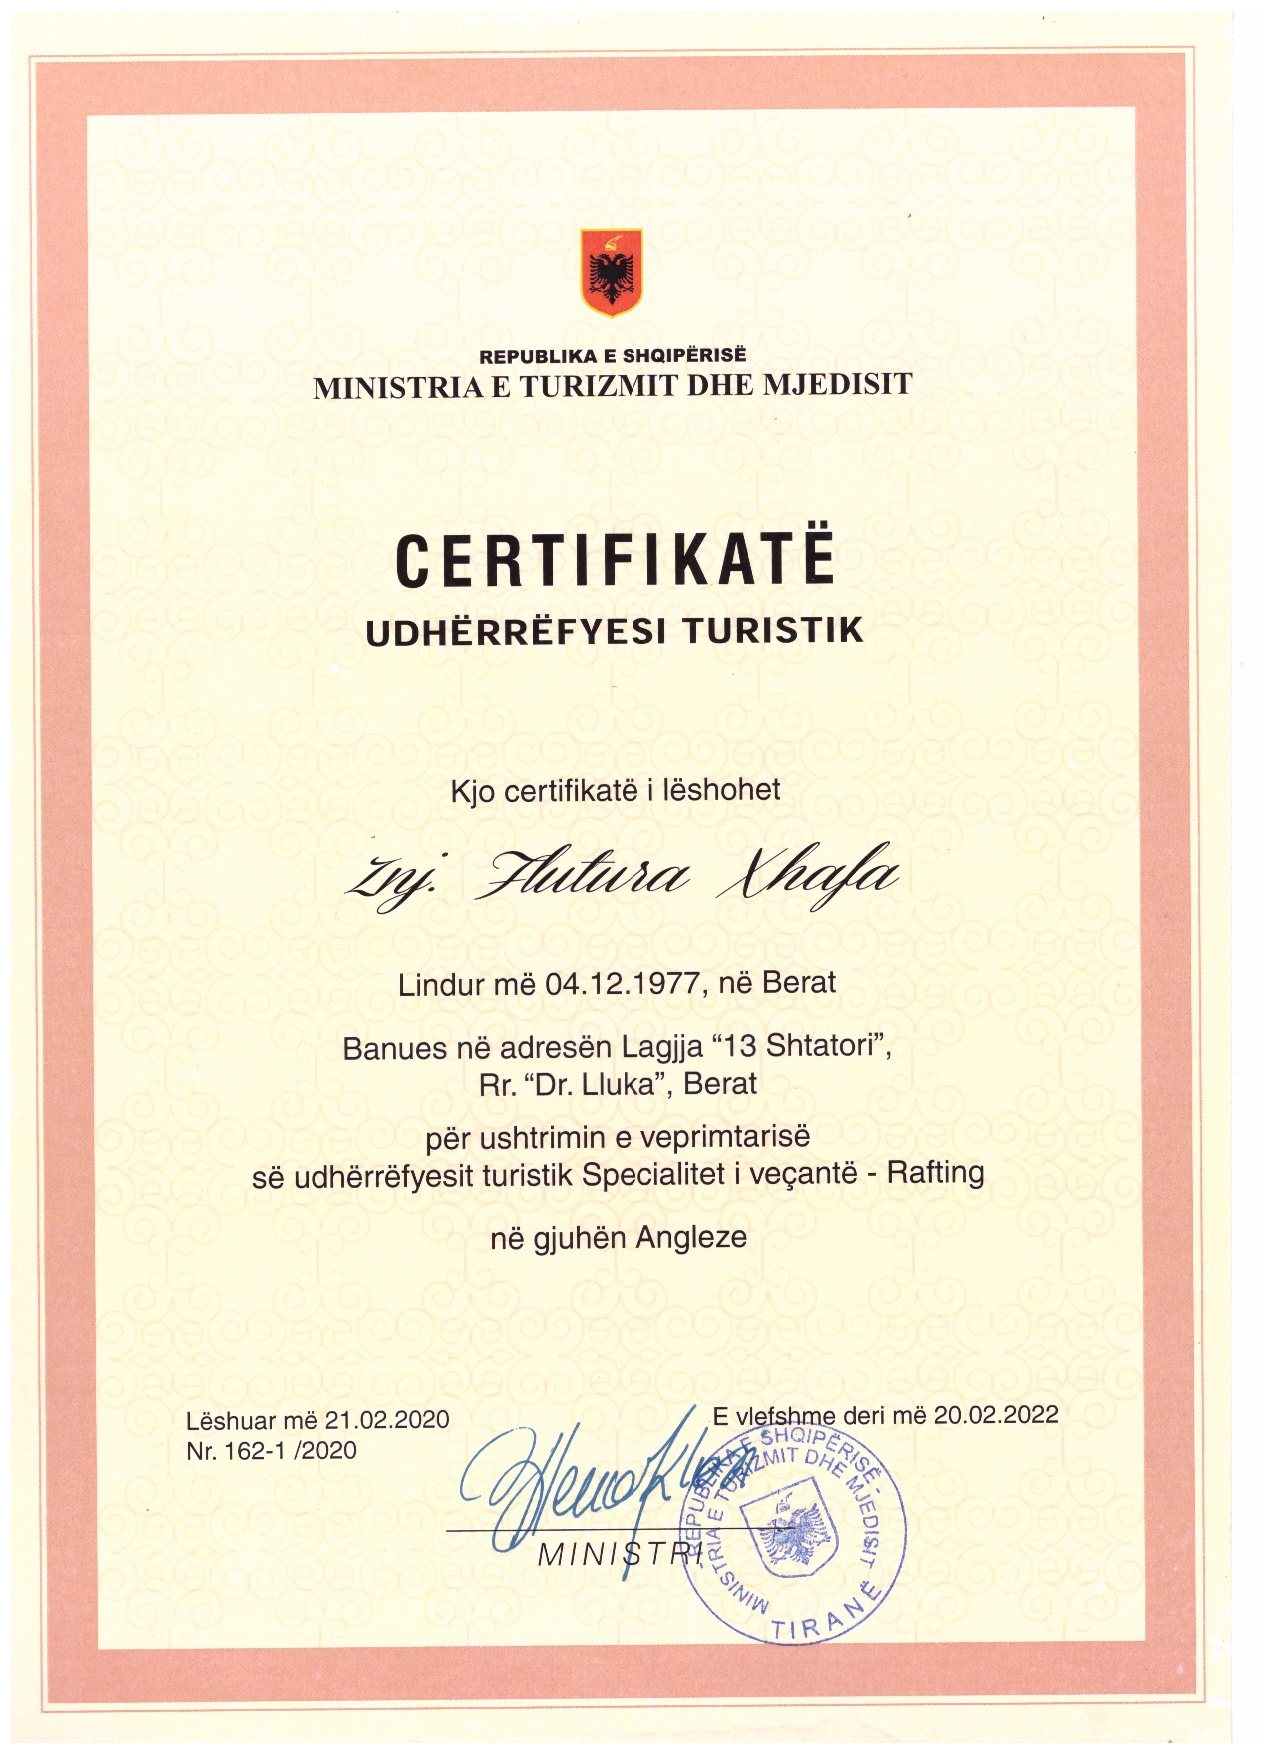 REPUBLIKA E SHQIPËRISË
MINISTRIA E TURIZMIT DHE MJEDISIT
CERTIFIKATË
UDHËRRËFYESI TURISTIK
Kjo certifikatë i lëshohet
Znj. Flutura Xhafa
Lindur më 04.12.1977, në Berat
Banues në adresën Lagjja “13 Shtatori”,
Rr. “Dr. Lluka”, Berat
për ushtrimin e veprimtarisë
së udhërrëfyesit turistik Specialitet i veçantë - Rafting
në gjuhën Angleze
Lëshuar më 21.02.2020
Nr. 162-1 /2020
E vlefshme deri më 20.02.2022
MINISTRI
- REPUBLIKA E SHQIPËRISË -
MINISTRIA E TURIZMIT DHE MJEDISIT
TIRANË